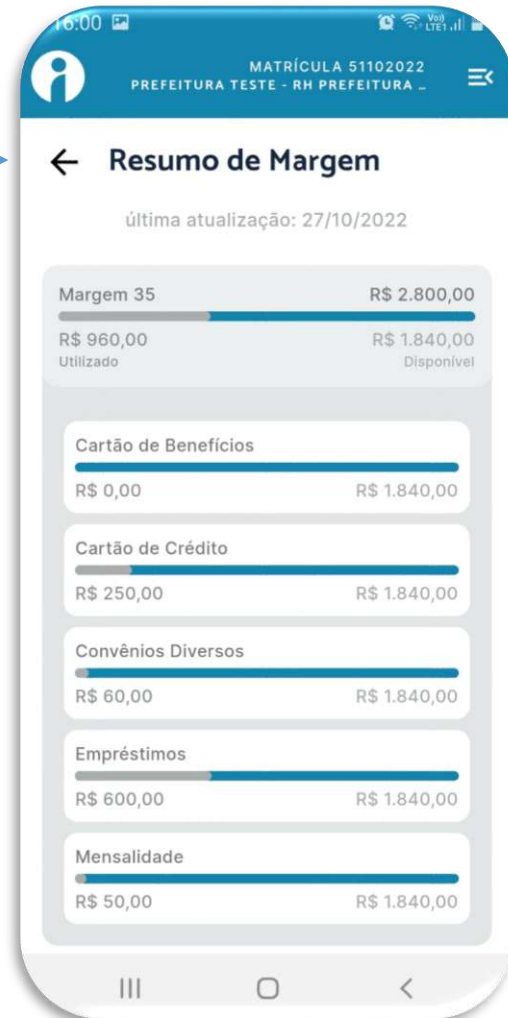 16:00
Vo))
LTE1
MATRÍCULA 51102022
PREFEITURA TESTE - RH PREFEITURA _
Resumo de Margem
última atualização: 27/10/2022
Margem 35 R$ 2.800,00
R$ 960,00 R$ 1.840,00
Utilizado Disponível
Cartão de Benefícios
R$ 0,00 R$ 1.840,00
Cartão de Crédito
R$ 250,00 R$ 1.840,00
Convênios Diversos
R$ 60,00 R$ 1.840,00
Empréstimos
R$ 600,00 R$ 1.840,00
Mensalidade
R$ 50,00 R$ 1.840,00